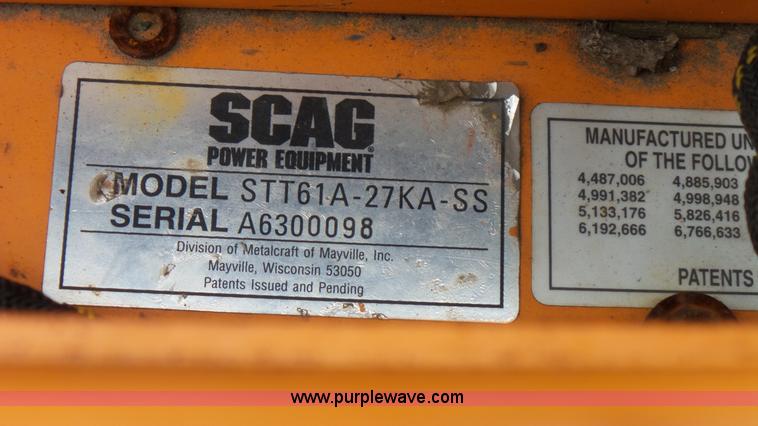 SCAG
POWER EQUIPMENT®
MODEL STT61A-27KA-SS
SERIAL A6300098
Division of Metalcraft of Mayville, Inc.
Mayville, Wisconsin 53050
Patents Issued and Pending
MANUFACTURED UN
OF THE FOLLOW
4,487,006 4,885,903
4,991,382 4,998,948
5,133,176 5,826,416
6,192,666 6,766,633
PATENTS
www.purplewave.com